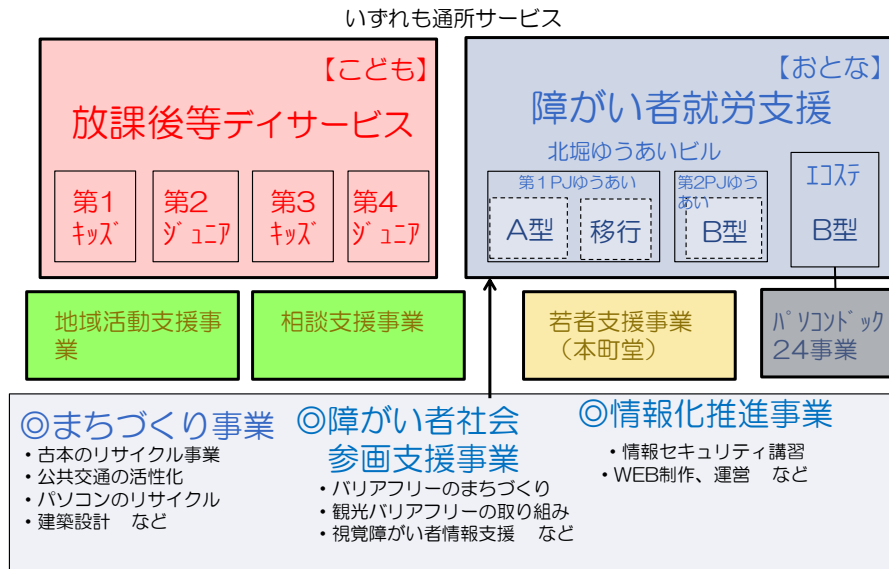 いずれも通所サービス
【こども】
放課後等デイサービス
第1
ｷｯｽﾞ
第2
ｼﾞｭﾆｱ
第3
ｷｯｽﾞ
第4
ｼﾞｭﾆｱ
【おとな】
障がい者就労支援
北堀ゆうあいビル
第１PJゆうあい
A型
移行
第2PJゆう
あい
B型
ｴｺｽﾃ
B型
地域活動支援事
業
相談支援事業
若者支援事業
（本町堂）
ﾊﾟｿｺﾝﾄﾞｯｸ
24事業
◎まちづくり事業
・古本のリサイクル事業
・公共交通の活性化
・パソコンのリサイクル
・建築設計　など
◎障がい者社会
参画支援事業
・バリアフリーのまちづくり
・観光バリアフリーの取り組み
・視覚障がい者情報支援　など
◎情報化推進事業
・情報セキュリティ講習
・WEB制作、運営　など